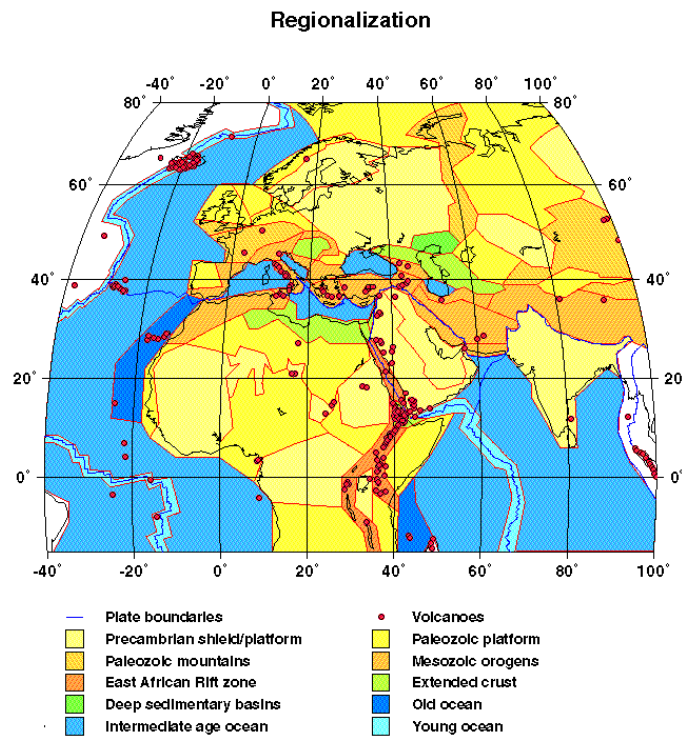 Regionalization
-40° -20° 0° 20° 40° 60° 80° 100°
80° 80°
60° 60°
40° 40°
20° 20°
0° 0°
-40 -20 0 20 40 60 80 100
Plate boundaries Volcanoes
Precambrian shield/platform Paleozoic platform
Paleozoic mountains Mesozoic orogens
East African Rift zone Extended crust
Deep sedimentary basins Old ocean
Intermediate age ocean Young ocean